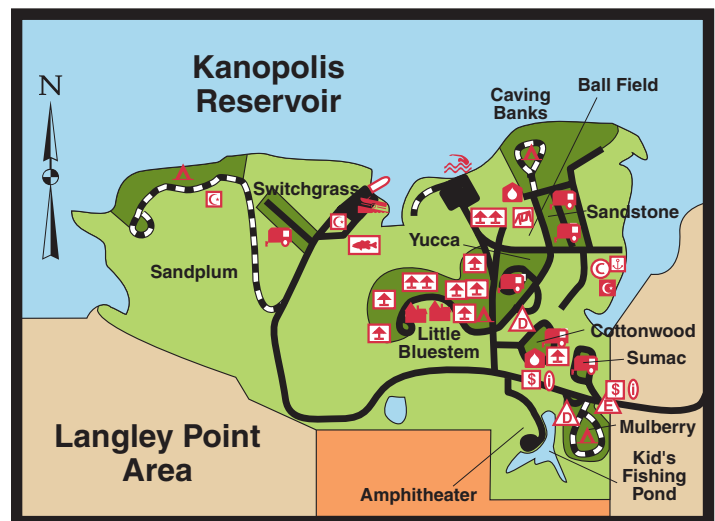 Kanopolis
Reservoir
N
Ball Field
Caving
Banks
Switchgrass
Sandstone
Yucca
Sandplum
C
D
Little
Bluestem
Cottonwood
Sumac
$ i
$ i
E
D
Mulberry
Langley Point
Area
Kid's
Fishing
Pond
Amphitheater